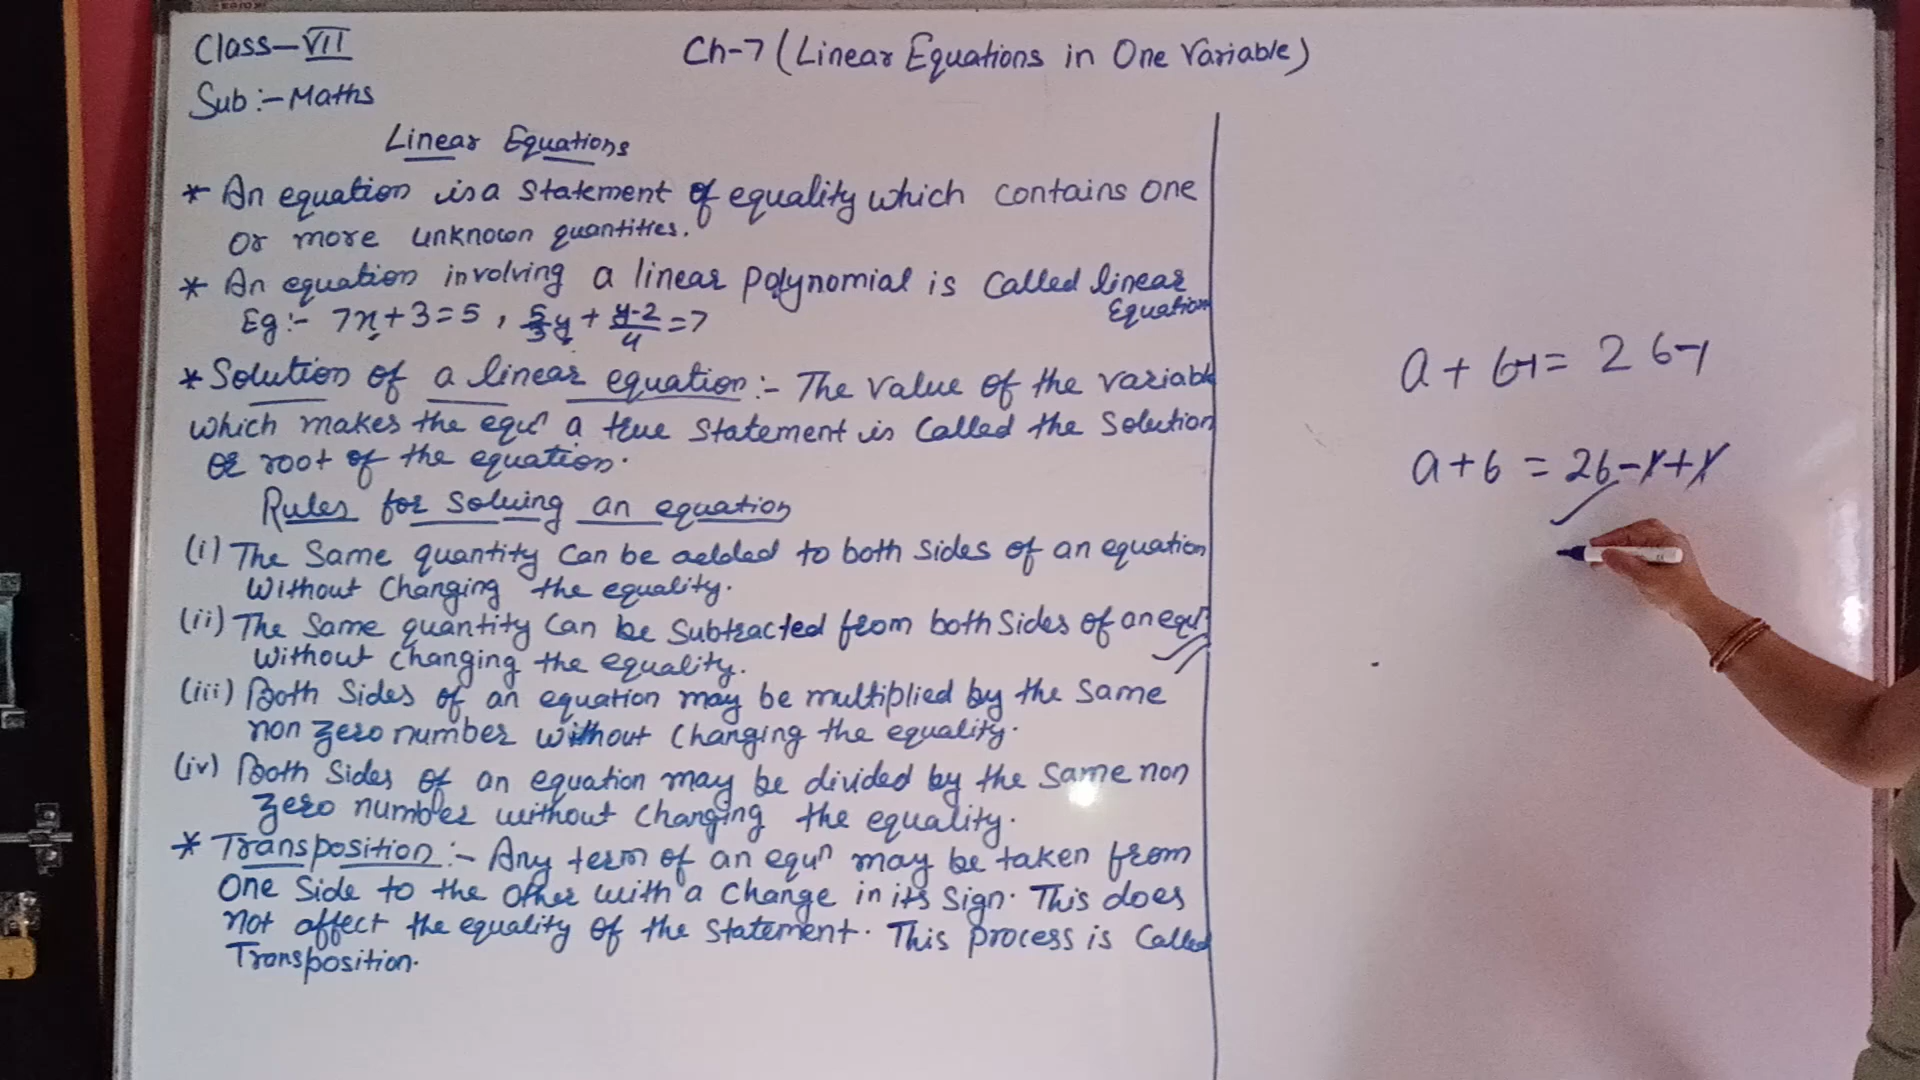 Class-VII
Ch-7 (Linear Equations in One Variable)
Sub:- Maths
Linear Equations
* An equation is a statement of equality which contains one
or more unknown quantities.
* An equation involving a linear polynomial is called linear
Equation
Eg:- 7x+3=5, 5/3 y + y-2/4 =7
* Solution of a linear equation:- The value of the variable
which makes the equn a true statement is called the solution
or root of the equation.
Rules for solving an equation
(i) The same quantity can be added to both sides of an equation
without changing the equality.
(ii) The same quantity can be subtracted from both sides of an equn
without changing the equality.
(iii) Both sides of an equation may be multiplied by the same
non zero number without changing the equality.
(iv) Both sides of an equation may be divided by the same non
zero number without changing the equality.
* Transposition:- Any term of an equn may be taken from
one side to the other with a change in its sign. This does
not affect the equality of the statement. This process is called
Transposition.
a + b-1 = 2b-1
a+b = 2b-1+1